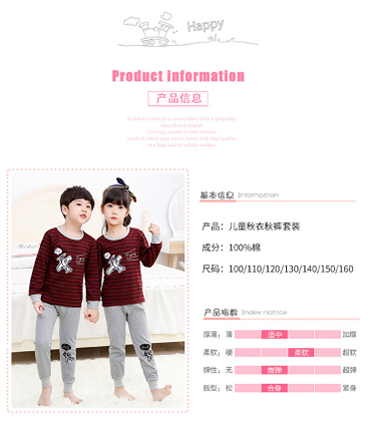 Happy
Product information
产品信息
基本信息 Information
产品：儿童秋衣秋裤套装
成分：100%棉
尺码：100/110/120/130/140/150/160
产品指数 Index notice
厚薄：薄 适中 加厚
柔软：硬 柔软 超软
弹性：无 微弹 超弹
版型：松 合身 紧身